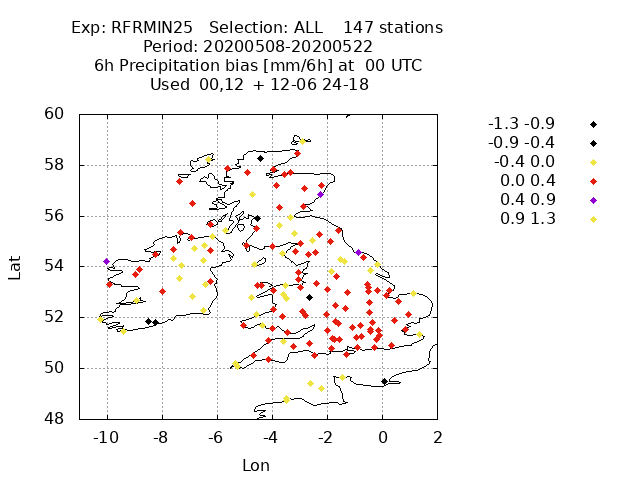 Exp: RFRMIN25 Selection: ALL 147 stations
Period: 20200508-20200522
6h Precipitation bias [mm/6h] at 00 UTC
Used 00,12 + 12-06 24-18
60
58
56
54
52
50
48
-10 -8 -6 -4 -2 0 2
Lat
Lon
-1.3 -0.9
-0.9 -0.4
-0.4 0.0
0.0 0.4
0.4 0.9
0.9 1.3